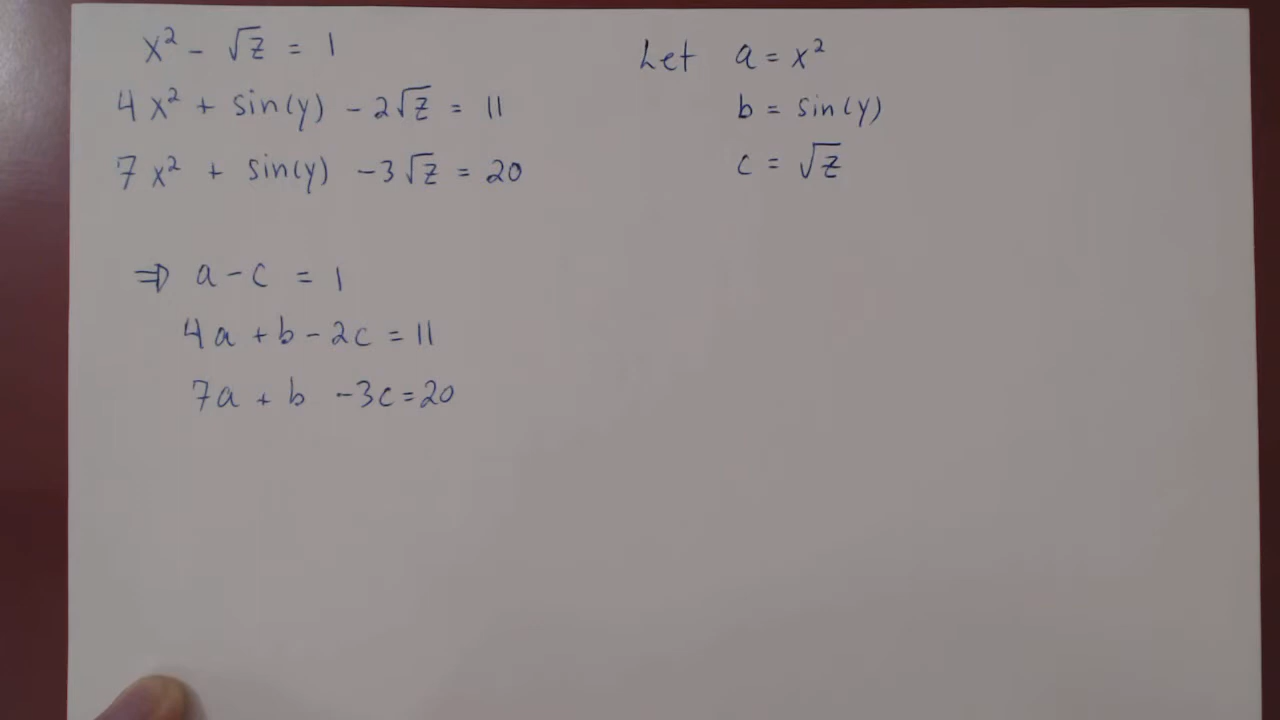 x² - √z = 1
4x² + sin(y) - 2√z = 11
7x² + sin(y) - 3√z = 20
Let a = x²
b = sin(y)
c = √z
⇒ a - c = 1
4a + b - 2c = 11
7a + b - 3c = 20